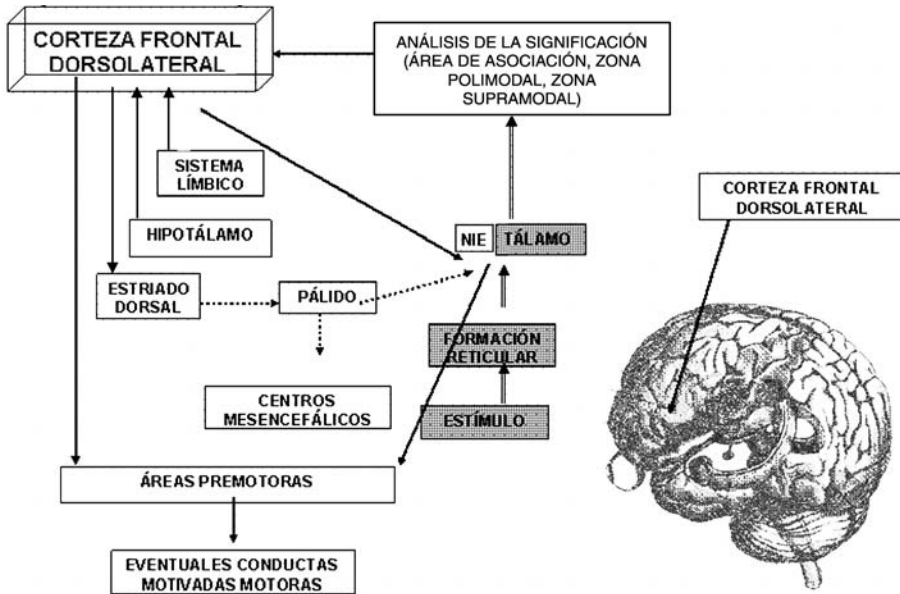 CORTEZA FRONTAL
DORSOLATERAL
ANÁLISIS DE LA SIGNIFICACIÓN
(ÁREA DE ASOCIACIÓN, ZONA
POLIMODAL, ZONA
SUPRAMODAL)
SISTEMA
LÍMBICO
CORTEZA FRONTAL
DORSOLATERAL
HIPOTÁLAMO
NIE
TÁLAMO
ESTRIADO
DORSAL
PÁLIDO
FORMACIÓN
RETICULAR
CENTROS
MESENCEFÁLICOS
ESTÍMULO
ÁREAS PREMOTORAS
EVENTUALES CONDUCTAS
MOTIVADAS MOTORAS